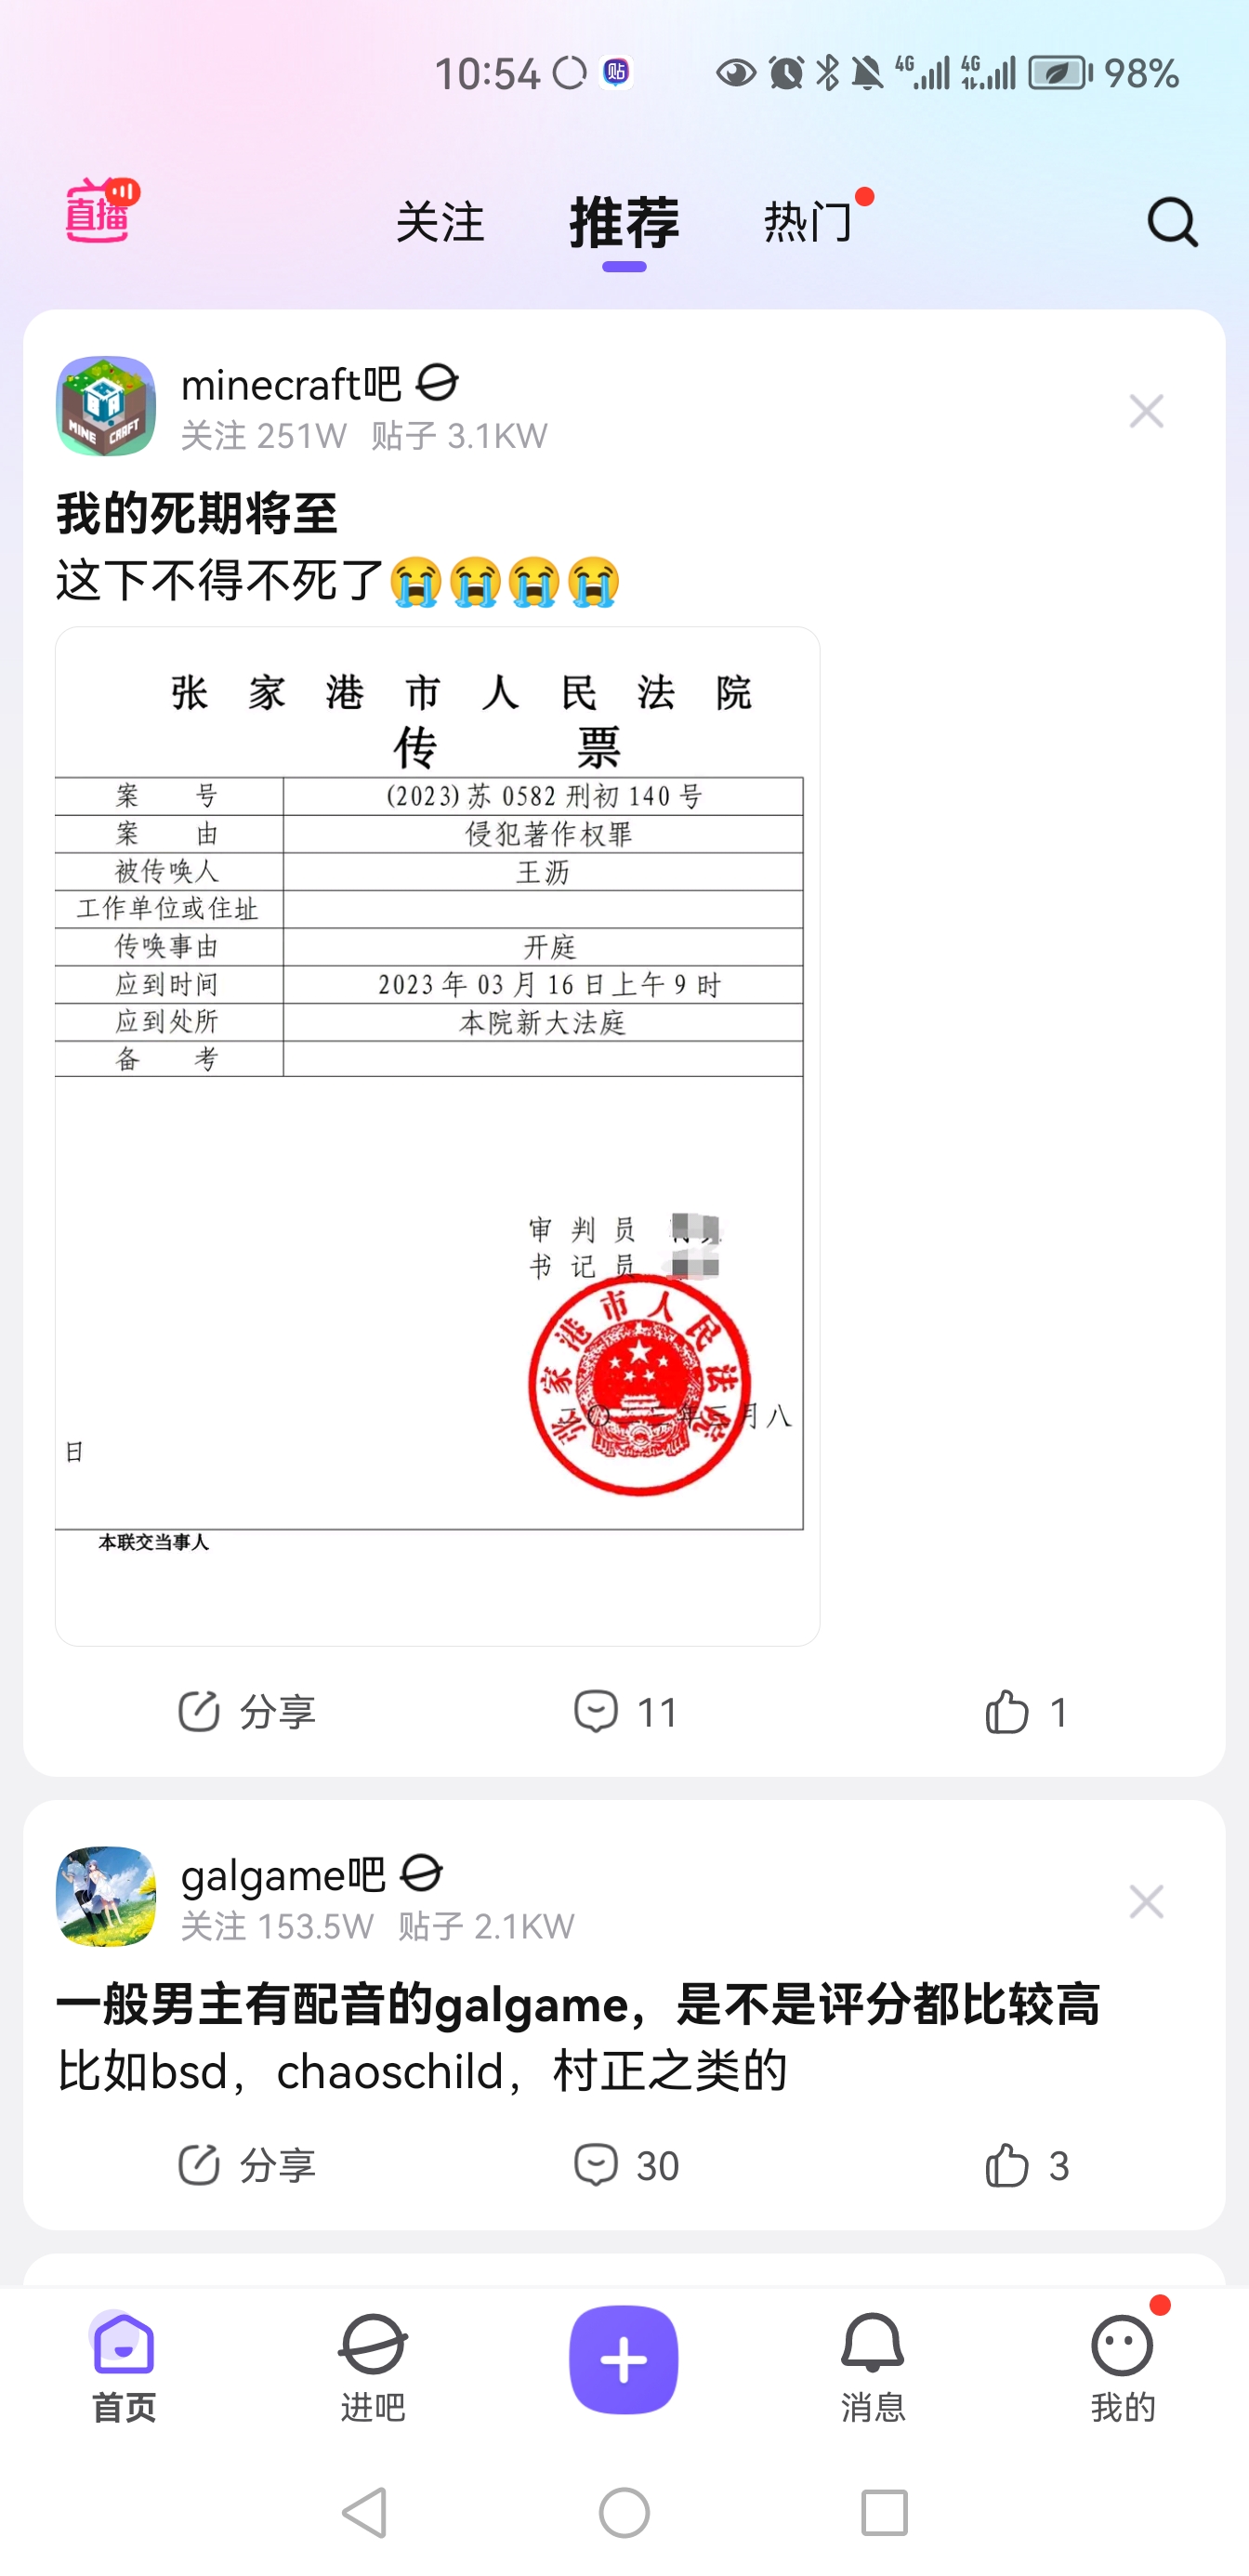 10:54 贴 4G 4G 98%
直播 关注 推荐 热门
MINE CRAFT
minecraft吧
关注 251W 贴子 3.1KW
我的死期将至
这下不得不死了😭😭😭😭
张家港市人民法院
传票
案号 (2023)苏 0582 刑初 140 号
案由 侵犯著作权罪
被传唤人 王沥
工作单位或住址
传唤事由 开庭
应到时间 2023 年 03 月 16 日上午 9 时
应到处所 本院新大法庭
备考
审判员
书记员
张家港市人民法院
二〇二三年三月八
日
本联交当事人
分享 11 1
galgame吧
关注 153.5W 贴子 2.1KW
一般男主有配音的galgame，是不是评分都比较高
比如bsd，chaoschild，村正之类的
分享 30 3
首页 进吧 消息 我的